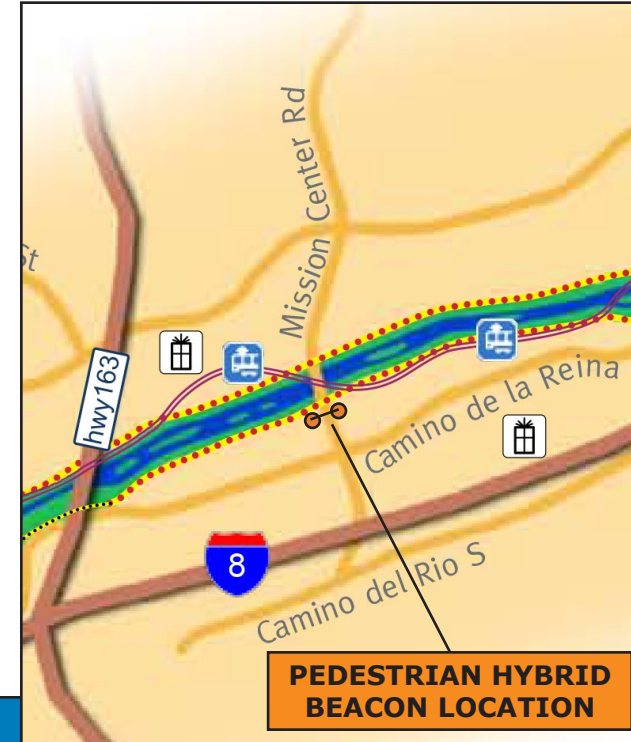 Mission Center Rd
St
hwy163
Camino de la Reina
8
Camino del Rio S
PEDESTRIAN HYBRID
BEACON LOCATION